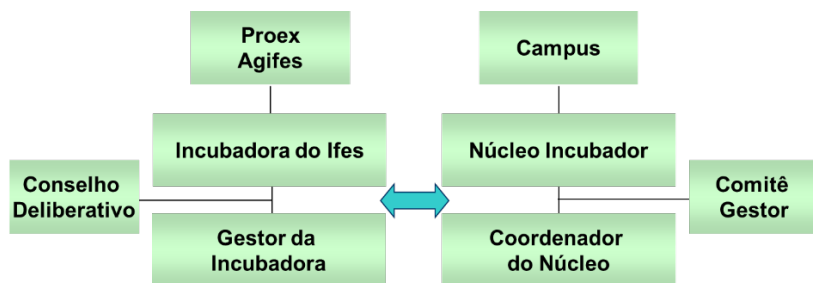 Proex
Agifes
Campus
Incubadora do Ifes
Núcleo Incubador
Conselho
Deliberativo
Comitê
Gestor
Gestor da
Incubadora
Coordenador
do Núcleo